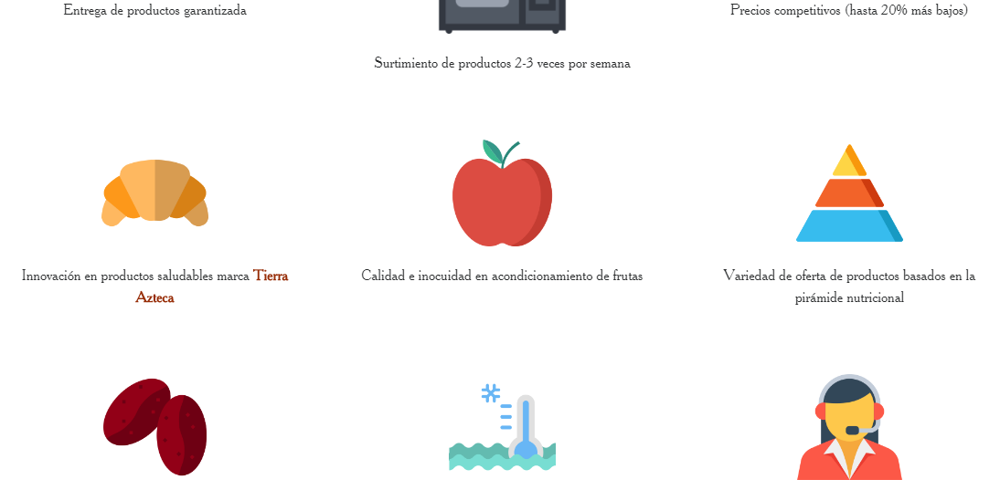 Entrega de productos garantizada
Precios competitivos (hasta 20% más bajos)
Surtimiento de productos 2-3 veces por semana
Innovación en productos saludables marca Tierra
Azteca
Calidad e inocuidad en acondicionamiento de frutas
Variedad de oferta de productos basados en la
pirámide nutricional